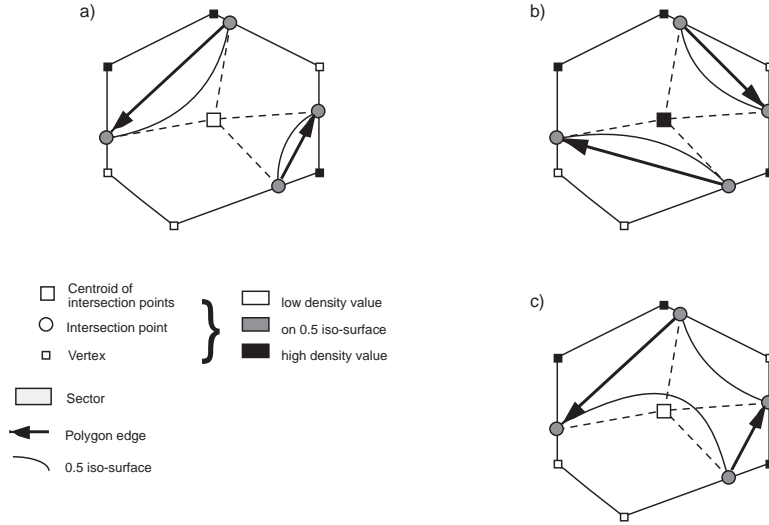 a)
b)
Centroid of
intersection points
Intersection point
Vertex
}
low density value
on 0.5 iso-surface
high density value
Sector
Polygon edge
0.5 iso-surface
c)